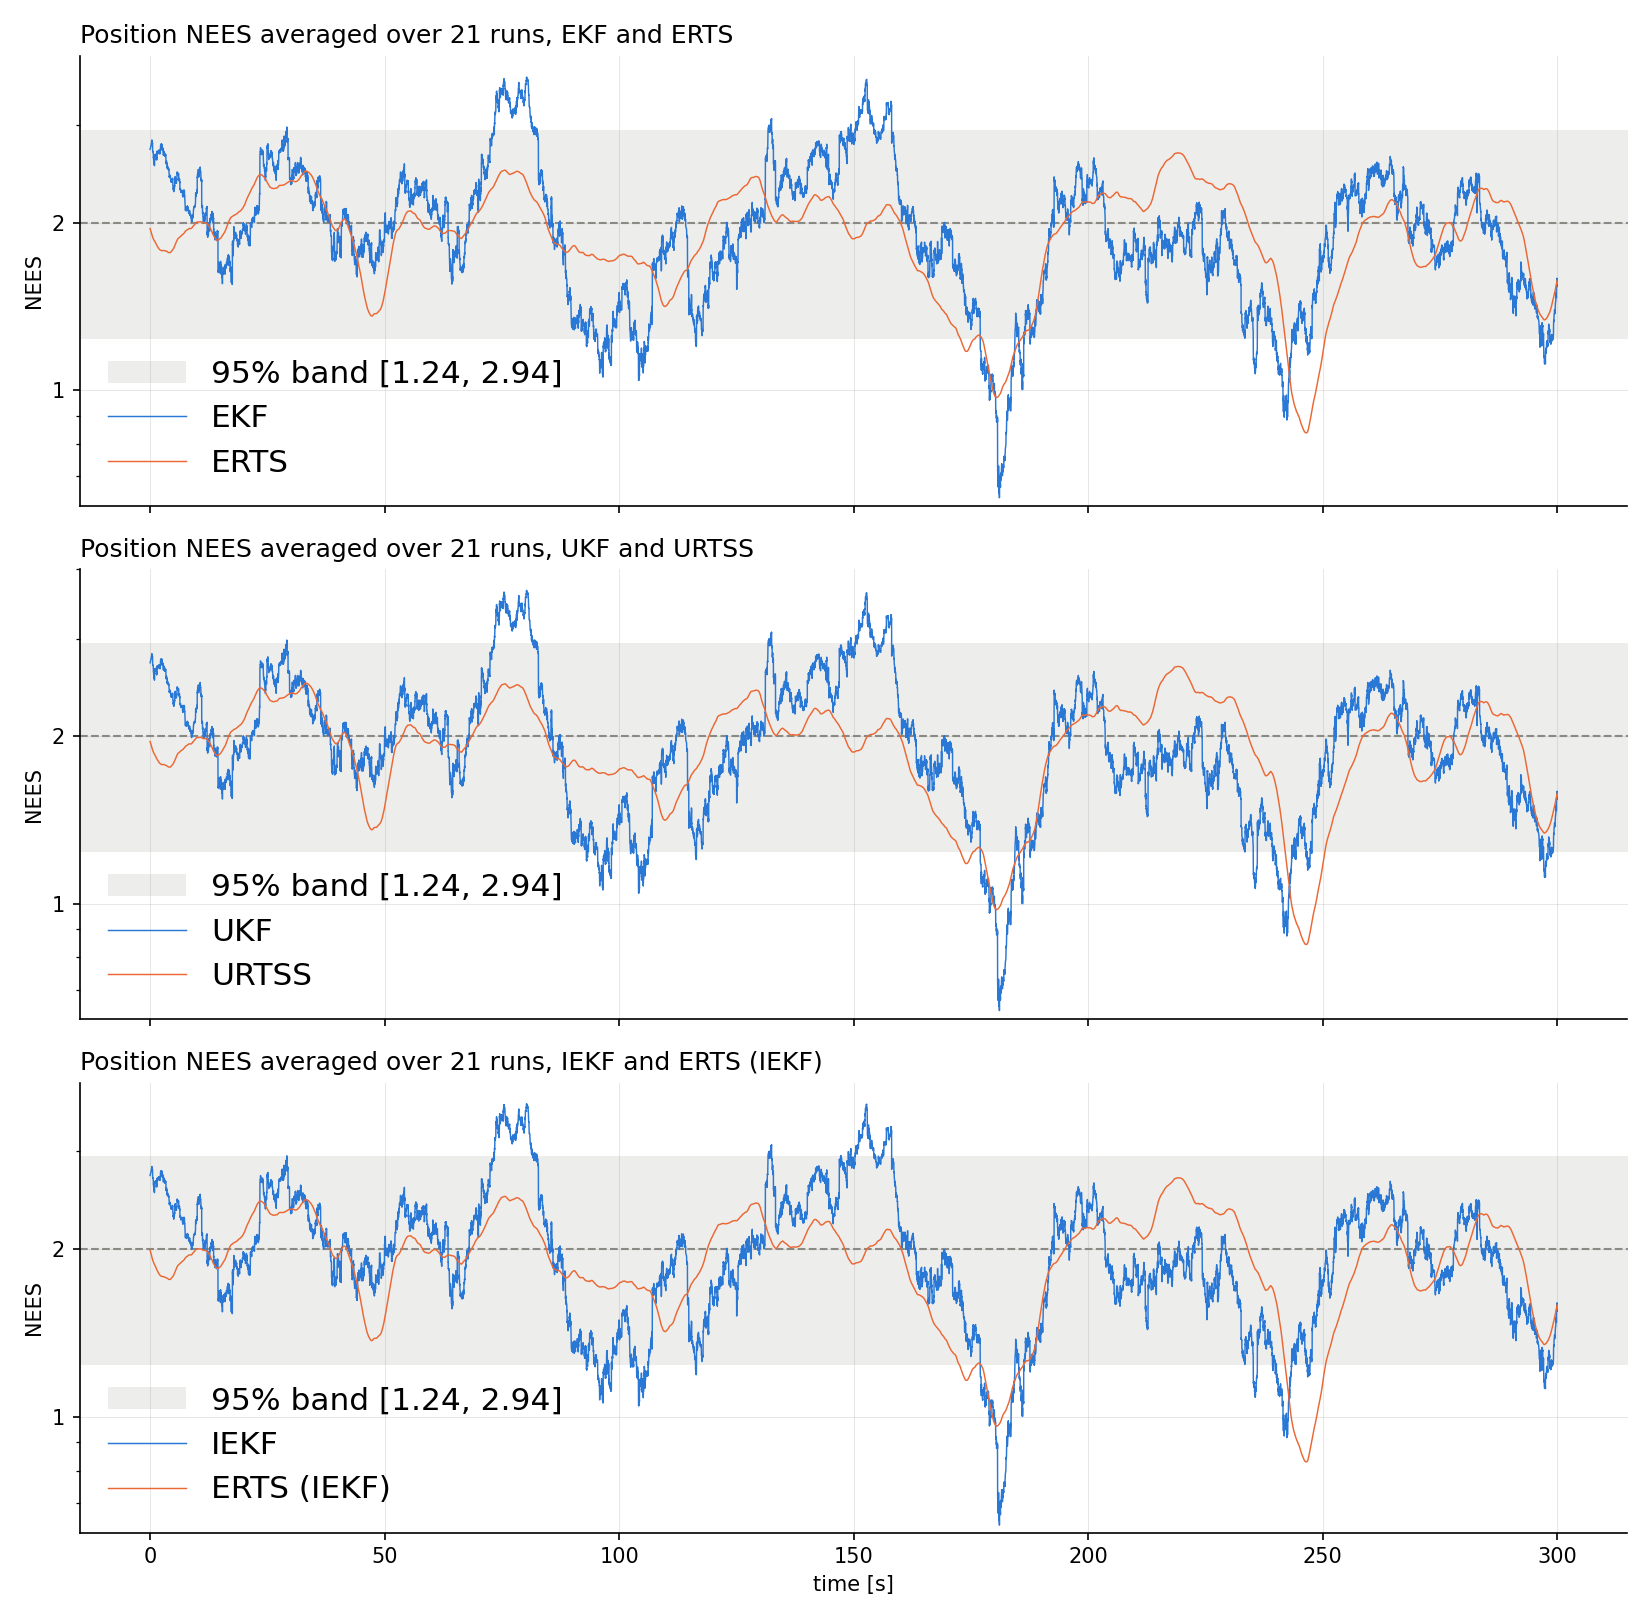 Position NEES averaged over 21 runs, EKF and ERTS
2
1
NEES
95% band [1.24, 2.94]
EKF
ERTS
Position NEES averaged over 21 runs, UKF and URTSS
2
1
NEES
95% band [1.24, 2.94]
UKF
URTSS
Position NEES averaged over 21 runs, IEKF and ERTS (IEKF)
2
1
NEES
95% band [1.24, 2.94]
IEKF
ERTS (IEKF)
0 50 100 150 200 250 300
time [s]